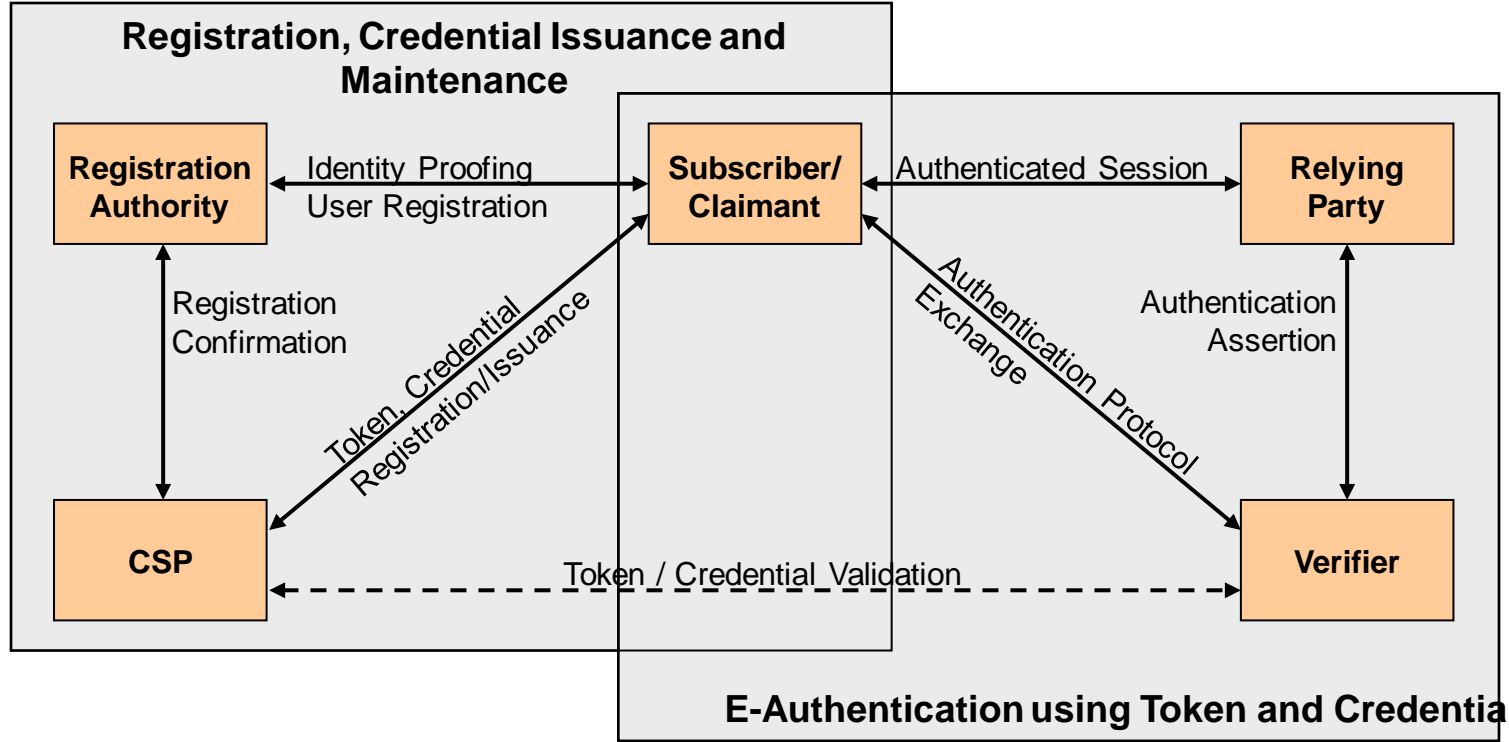 Registration, Credential Issuance and
Maintenance
Registration
Authority
Identity Proofing
User Registration
Subscriber/
Claimant
Authenticated Session
Relying
Party
Registration
Confirmation
Token, Credential
Registration/Issuance
Authentication Protocol
Exchange
Authentication
Assertion
CSP
Token / Credential Validation
Verifier
E-Authentication using Token and Credentia